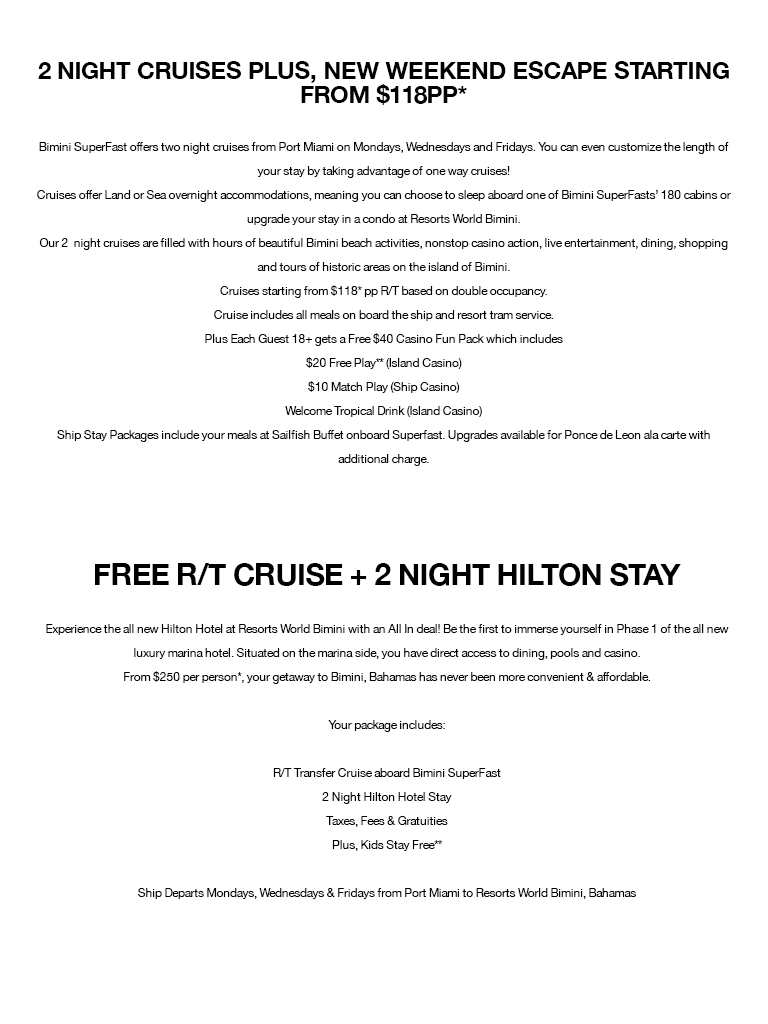 2 NIGHT CRUISES PLUS, NEW WEEKEND ESCAPE STARTING
FROM $118PP*
Bimini SuperFast offers two night cruises from Port Miami on Mondays, Wednesdays and Fridays. You can even customize the length of
your stay by taking advantage of one way cruises!
Cruises offer Land or Sea overnight accommodations, meaning you can choose to sleep aboard one of Bimini SuperFasts’ 180 cabins or
upgrade your stay in a condo at Resorts World Bimini.
Our 2  night cruises are filled with hours of beautiful Bimini beach activities, nonstop casino action, live entertainment, dining, shopping
and tours of historic areas on the island of Bimini.
Cruises starting from $118* pp R/T based on double occupancy.
Cruise includes all meals on board the ship and resort tram service.
Plus Each Guest 18+ gets a Free $40 Casino Fun Pack which includes
$20 Free Play** (Island Casino)
$10 Match Play (Ship Casino)
Welcome Tropical Drink (Island Casino)
Ship Stay Packages include your meals at Sailfish Buffet onboard Superfast. Upgrades available for Ponce de Leon ala carte with
additional charge.
FREE R/T CRUISE + 2 NIGHT HILTON STAY
Experience the all new Hilton Hotel at Resorts World Bimini with an All In deal! Be the first to immerse yourself in Phase 1 of the all new
luxury marina hotel. Situated on the marina side, you have direct access to dining, pools and casino.
From $250 per person*, your getaway to Bimini, Bahamas has never been more convenient & affordable.
Your package includes:
R/T Transfer Cruise aboard Bimini SuperFast
2 Night Hilton Hotel Stay
Taxes, Fees & Gratuities
Plus, Kids Stay Free**
Ship Departs Mondays, Wednesdays & Fridays from Port Miami to Resorts World Bimini, Bahamas